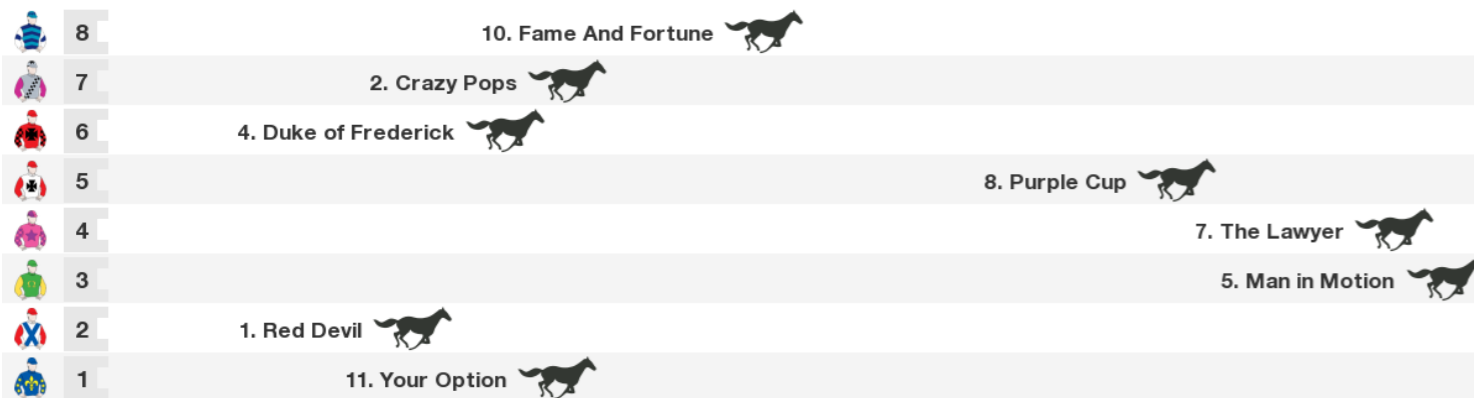 8 10. Fame And Fortune
7 2. Crazy Pops
6 4. Duke of Frederick
5 8. Purple Cup
4 7. The Lawyer
3 5. Man in Motion
2 1. Red Devil
1 11. Your Option